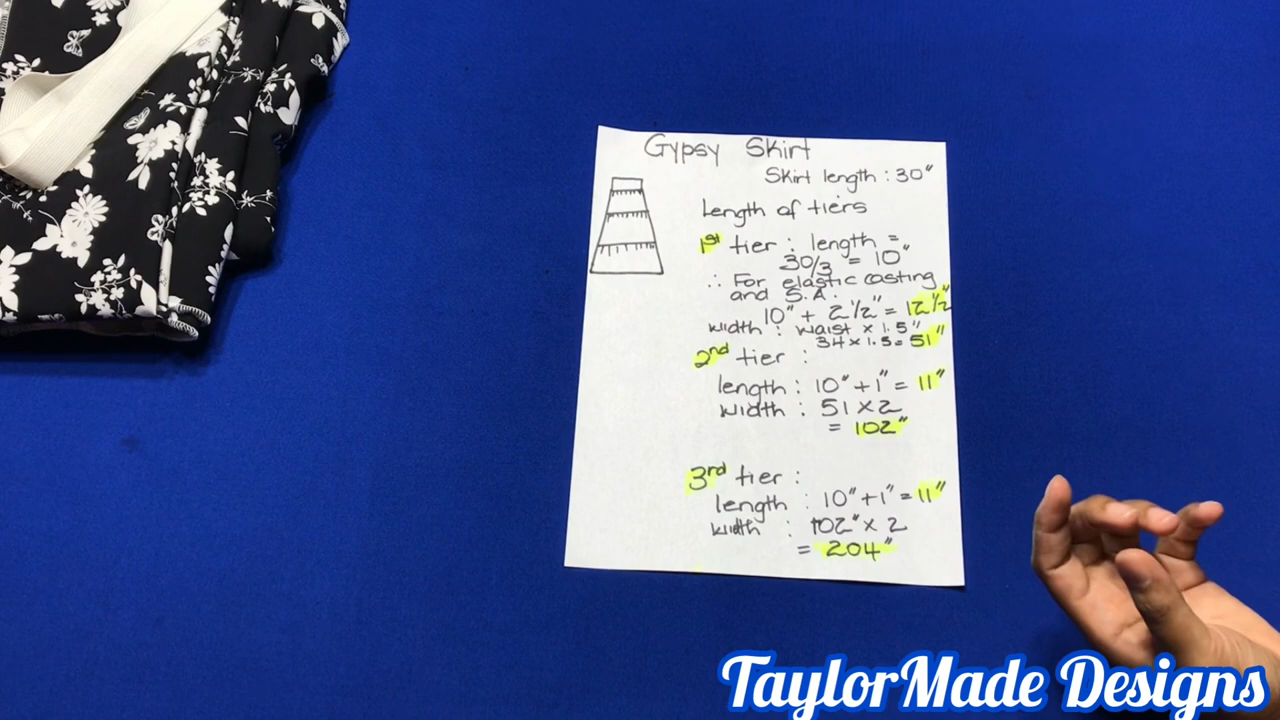 Gypsy Skirt
Skirt length : 30"
Length of tiers
1st tier : length =
30/3 = 10"
∴ For elastic casting
and S.A.
10" + 2 1/2" = 12 1/2"
width : waist x 1.5"
34 x 1.5 = 51"
2nd tier :
length : 10" + 1" = 11"
width : 51 x 2
= 102"
3rd tier :
length : 10" + 1" = 11"
width : 102" x 2
= 204"
TaylorMade Designs